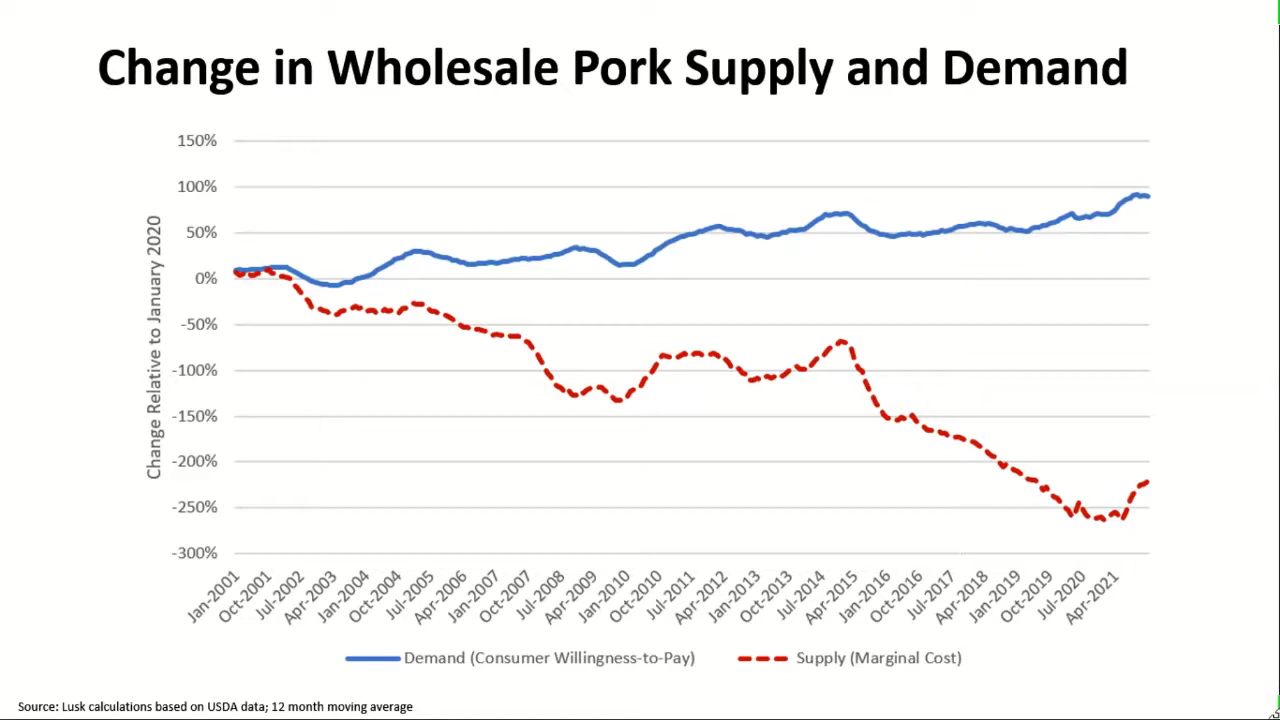 Change in Wholesale Pork Supply and Demand
Change Relative to January 2020
150%
100%
50%
0%
-50%
-100%
-150%
-200%
-250%
-300%
Jan-2001
Oct-2001
Jul-2002
Apr-2003
Jan-2004
Oct-2004
Jul-2005
Apr-2006
Jan-2007
Oct-2007
Jul-2008
Apr-2009
Jan-2010
Oct-2010
Jul-2011
Apr-2012
Jan-2013
Oct-2013
Jul-2014
Apr-2015
Jan-2016
Oct-2016
Jul-2017
Apr-2018
Jan-2019
Oct-2019
Jul-2020
Apr-2021
Demand (Consumer Willingness-to-Pay)
Supply (Marginal Cost)
Source: Lusk calculations based on USDA data; 12 month moving average